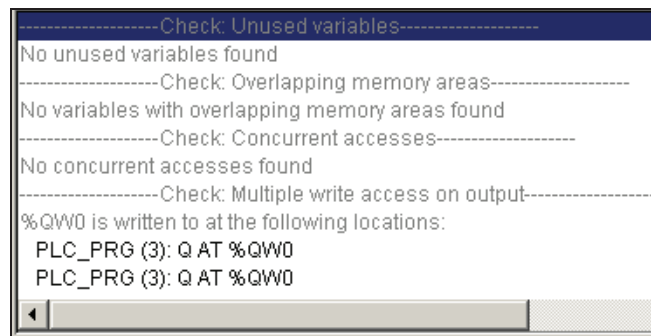 --------------------Check: Unused variables--------------------
No unused variables found
--------------------Check: Overlapping memory areas--------------------
No variables with overlapping memory areas found
--------------------Check: Concurrent accesses--------------------
No concurrent accesses found
--------------------Check: Multiple write access on output--------------------
%QW0 is written to at the following locations:
PLC_PRG (3): Q AT %QW0
PLC_PRG (3): Q AT %QW0